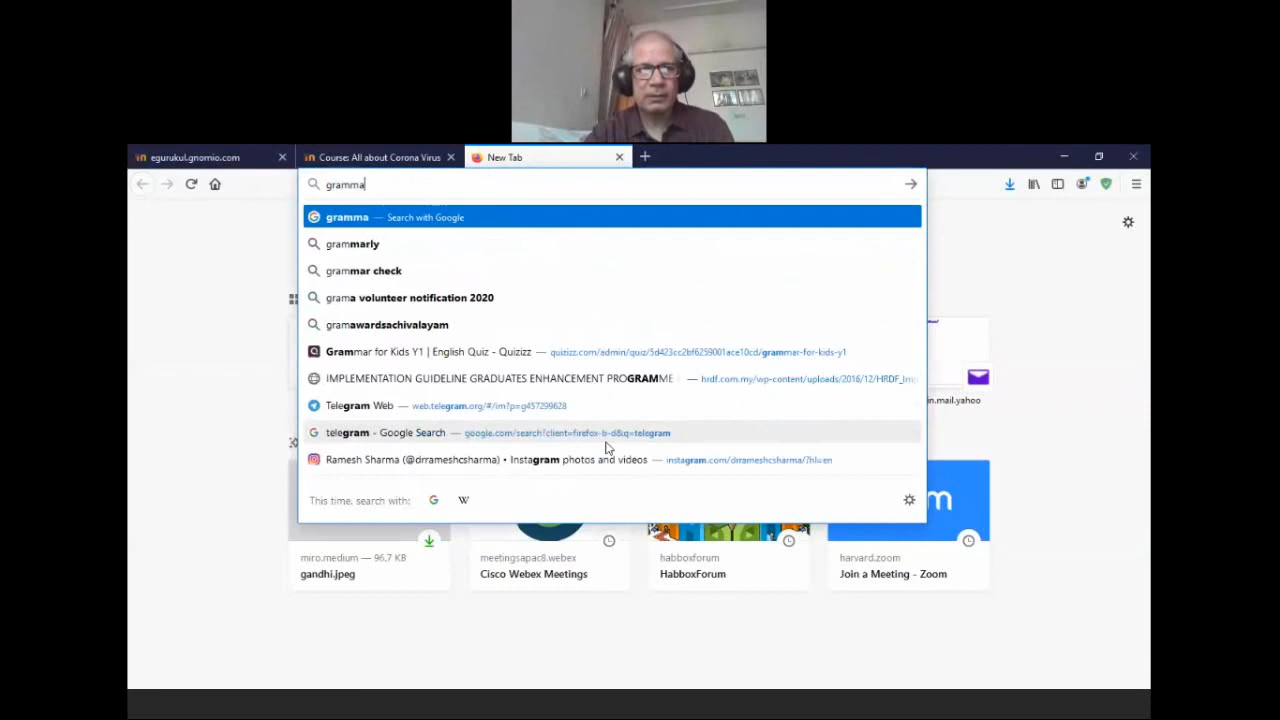 egurukul.gnomio.com
Course: All about Corona Virus
New Tab
gramma
gramma — Search with Google
grammarly
grammar check
grama volunteer notification 2020
gramawardsachivalayam
Grammar for Kids Y1 | English Quiz - Quizizz — quizizz.com/admin/quiz/5d423cc2bf6259001ace10cd/grammar-for-kids-y1
IMPLEMENTATION GUIDELINE GRADUATES ENHANCEMENT PROGRAMME — hrdf.com.my/wp-content/uploads/2016/12/HRDF_Imp
Telegram Web — web.telegram.org/#/im?p=g457299628
in.mail.yahoo
telegram - Google Search — google.com/search?client=firefox-b-d&q=telegram
Ramesh Sharma (@drrameshcsharma) • Instagram photos and videos — instagram.com/drrameshcsharma/?hl=en
This time, search with: G W
m
miro.medium — 96.7 KB
gandhi.jpeg
meetingsapac8.webex
Cisco Webex Meetings
habboxforum
HabboxForum
harvard.zoom
Join a Meeting - Zoom